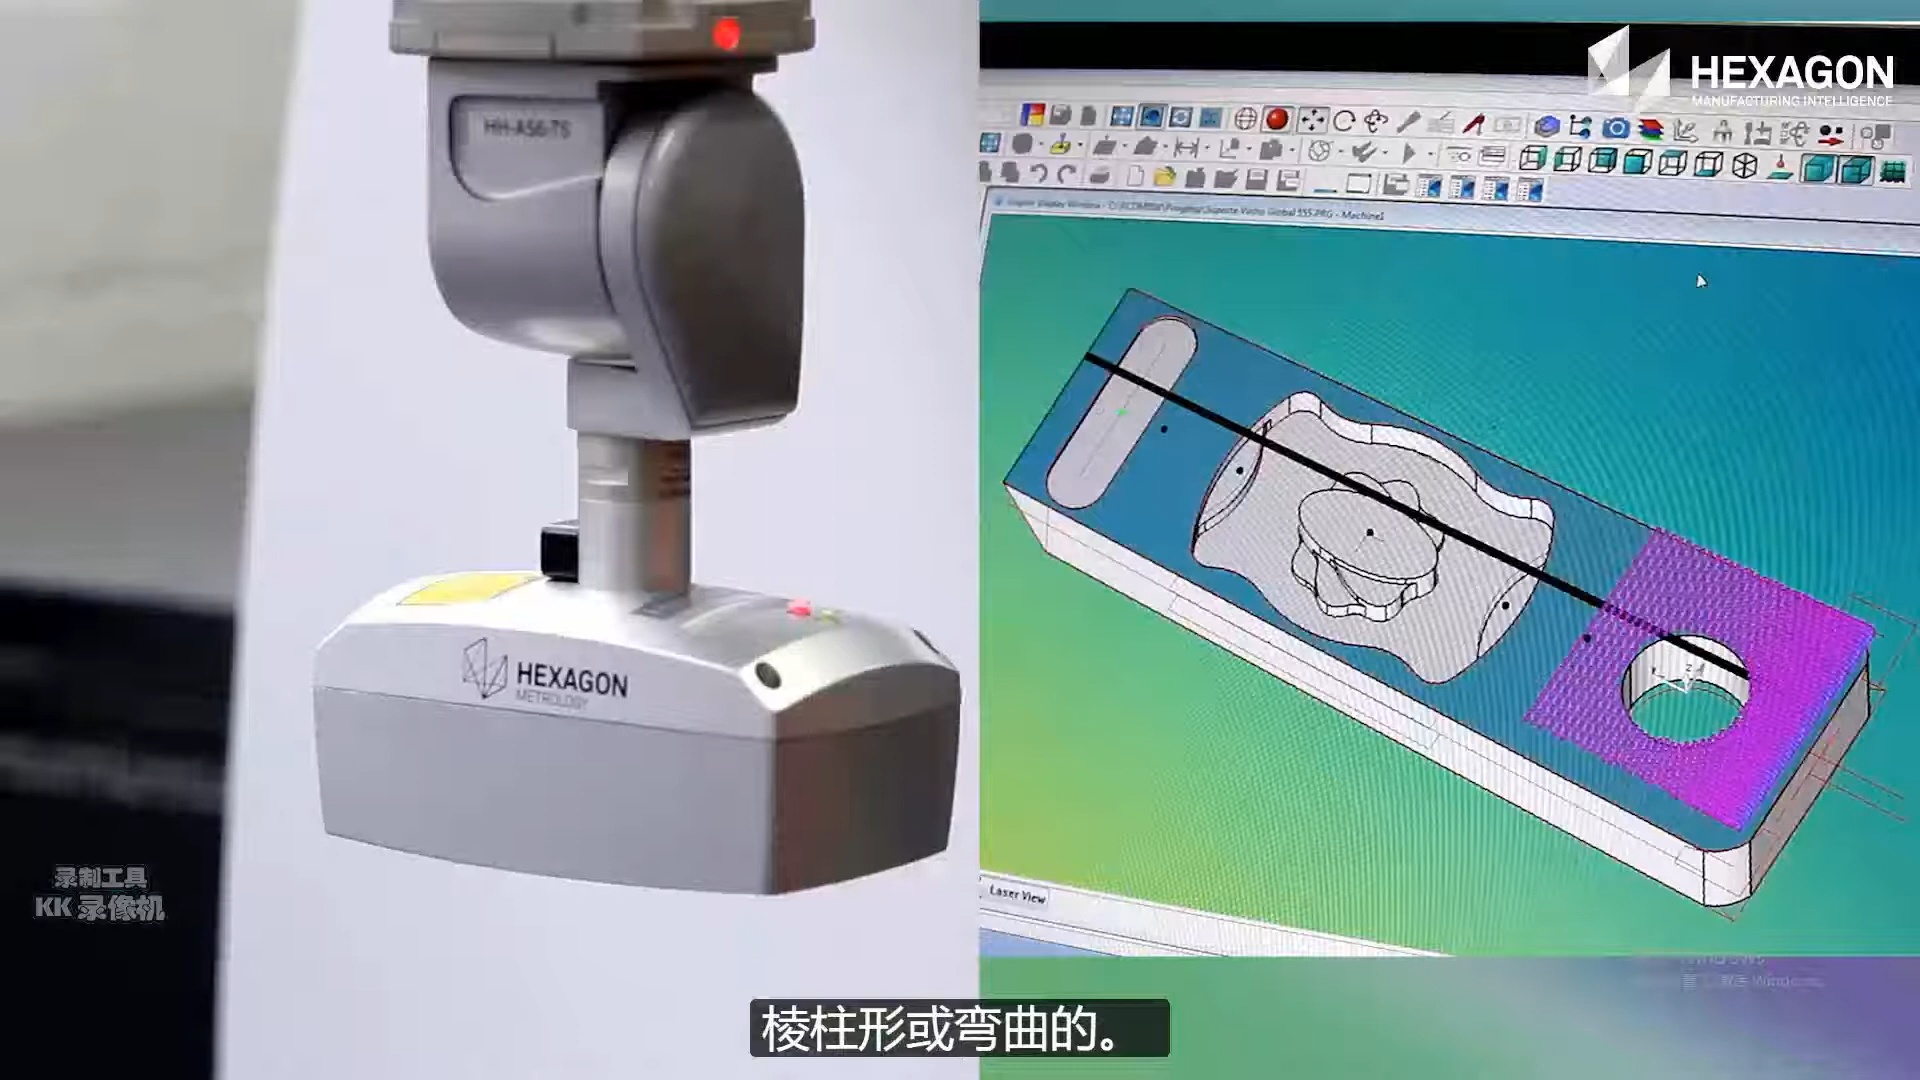 HH-AS6-T5
HEXAGON
METROLOGY
HEXAGON
MANUFACTURING INTELLIGENCE
Laser View
录制工具
KK 录像机
棱柱形或弯曲的。